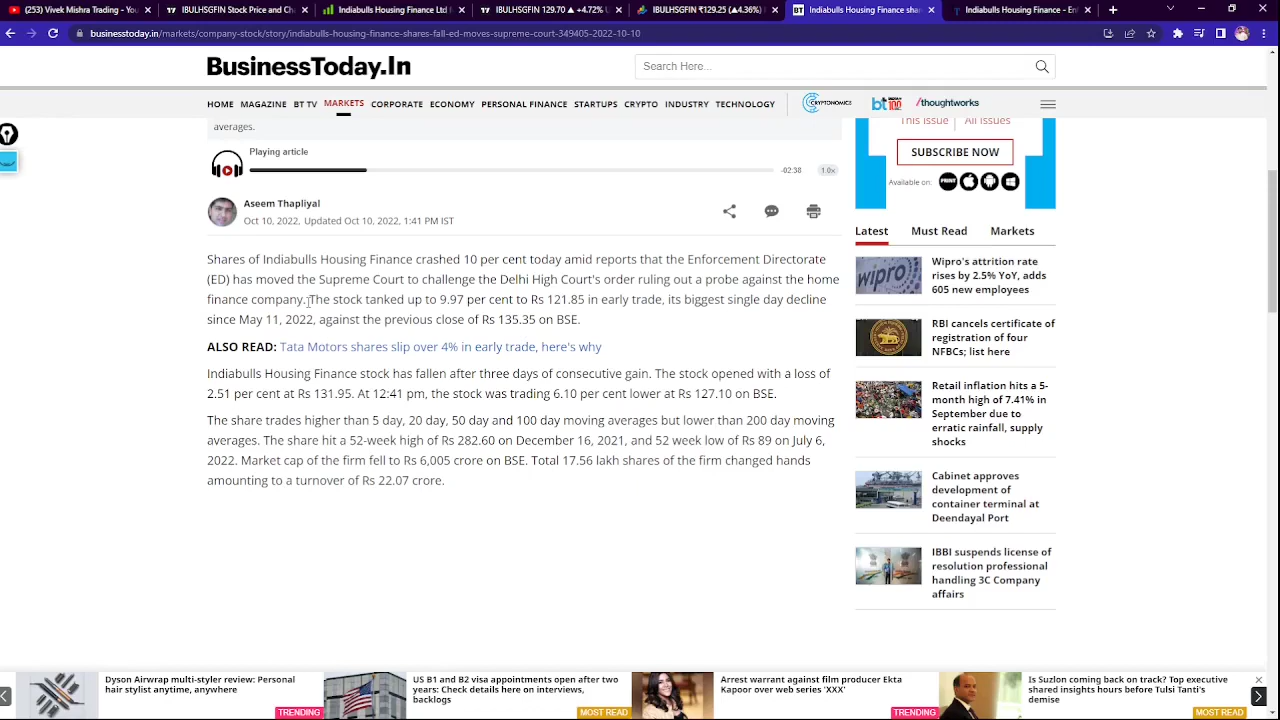 (253) Vivek Mishra Trading - You
IBULHSGFIN Stock Price and Ch
Indiabulls Housing Finance Ltd
IBULHSGFIN 129.70 ▲ +4.72%
IBULHSGFIN ₹129.25 (▲4.36%)
Indiabulls Housing Finance shar
Indiabulls Housing Finance - Ent
businesstoday.in/markets/company-stock/story/indiabulls-housing-finance-shares-fall-ed-moves-supreme-court-349405-2022-10-10
BusinessToday.In
Search Here...
HOME MAGAZINE BT TV MARKETS CORPORATE ECONOMY PERSONAL FINANCE STARTUPS CRYPTO INDUSTRY TECHNOLOGY
CRYPTONOMICS
/thoughtworks
averages.
Playing article
-02:38
1.0x
Aseem Thapliyal
Oct 10, 2022, Updated Oct 10, 2022, 1:41 PM IST
Shares of Indiabulls Housing Finance crashed 10 per cent today amid reports that the Enforcement Directorate
(ED) has moved the Supreme Court to challenge the Delhi High Court's order ruling out a probe against the home
finance company. The stock tanked up to 9.97 per cent to Rs 121.85 in early trade, its biggest single day decline
since May 11, 2022, against the previous close of Rs 135.35 on BSE.
ALSO READ: Tata Motors shares slip over 4% in early trade, here's why
Indiabulls Housing Finance stock has fallen after three days of consecutive gain. The stock opened with a loss of
2.51 per cent at Rs 131.95. At 12:41 pm, the stock was trading 6.10 per cent lower at Rs 127.10 on BSE.
The share trades higher than 5 day, 20 day, 50 day and 100 day moving averages but lower than 200 day moving
averages. The share hit a 52-week high of Rs 282.60 on December 16, 2021, and 52 week low of Rs 89 on July 6,
2022. Market cap of the firm fell to Rs 6,005 crore on BSE. Total 17.56 lakh shares of the firm changed hands
amounting to a turnover of Rs 22.07 crore.
This Issue All Issues
SUBSCRIBE NOW
Available on:
PRINT
Latest Must Read Markets
Wipro's attrition rate
rises by 2.5% YoY, adds
605 new employees
RBI cancels certificate of
registration of four
NFBCs; list here
Retail inflation hits a 5-
month high of 7.41% in
September due to
erratic rainfall, supply
shocks
Cabinet approves
development of
container terminal at
Deendayal Port
IBBI suspends license of
resolution professional
handling 3C Company
affairs
Dyson Airwrap multi-styler review: Personal
hair stylist anytime, anywhere
TRENDING
US B1 and B2 visa appointments open after two
years: Check details here on interviews,
backlogs
MOST READ
Arrest warrant against film producer Ekta
Kapoor over web series 'XXX'
TRENDING
Is Suzlon coming back on track? Top executive
shared insights hours before Tulsi Tanti's
demise
MOST READ